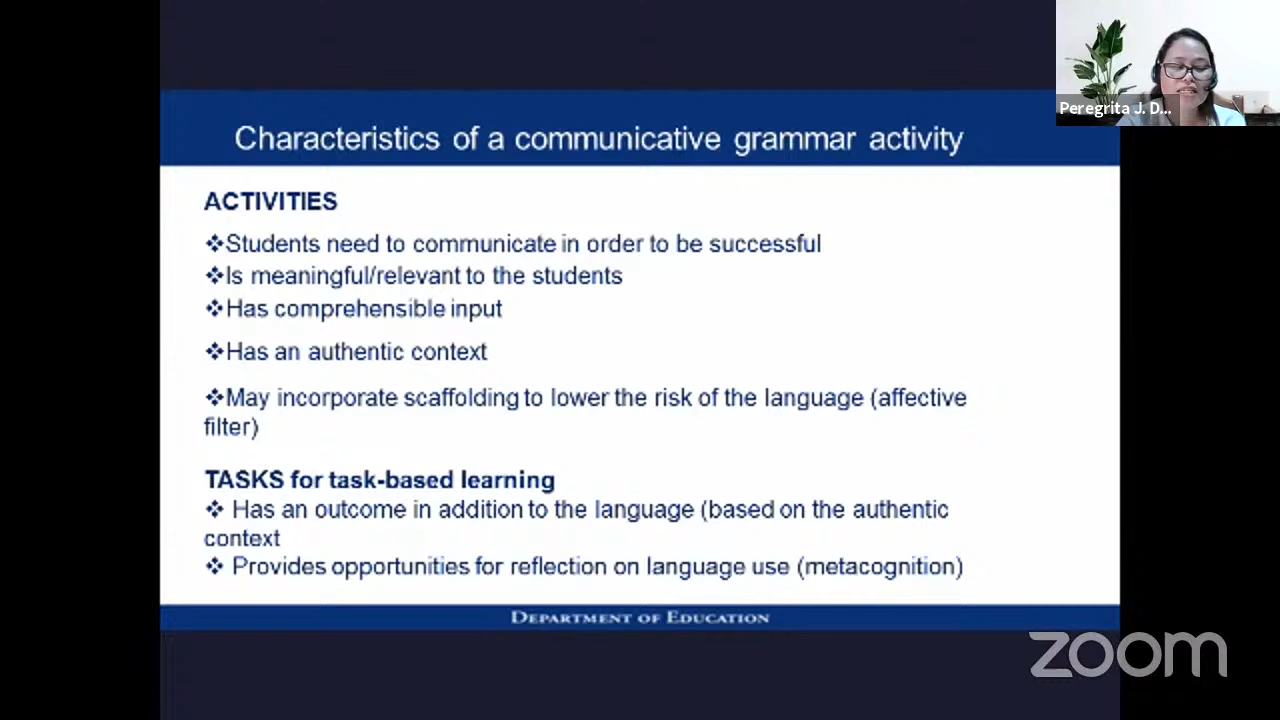 Characteristics of a communicative grammar activity
Peregrita J. D...
ACTIVITIES
❖Students need to communicate in order to be successful
❖Is meaningful/relevant to the students
❖Has comprehensible input
❖Has an authentic context
❖May incorporate scaffolding to lower the risk of the language (affective
filter)
TASKS for task-based learning
❖ Has an outcome in addition to the language (based on the authentic
context
❖ Provides opportunities for reflection on language use (metacognition)
DEPARTMENT OF EDUCATION
zoom